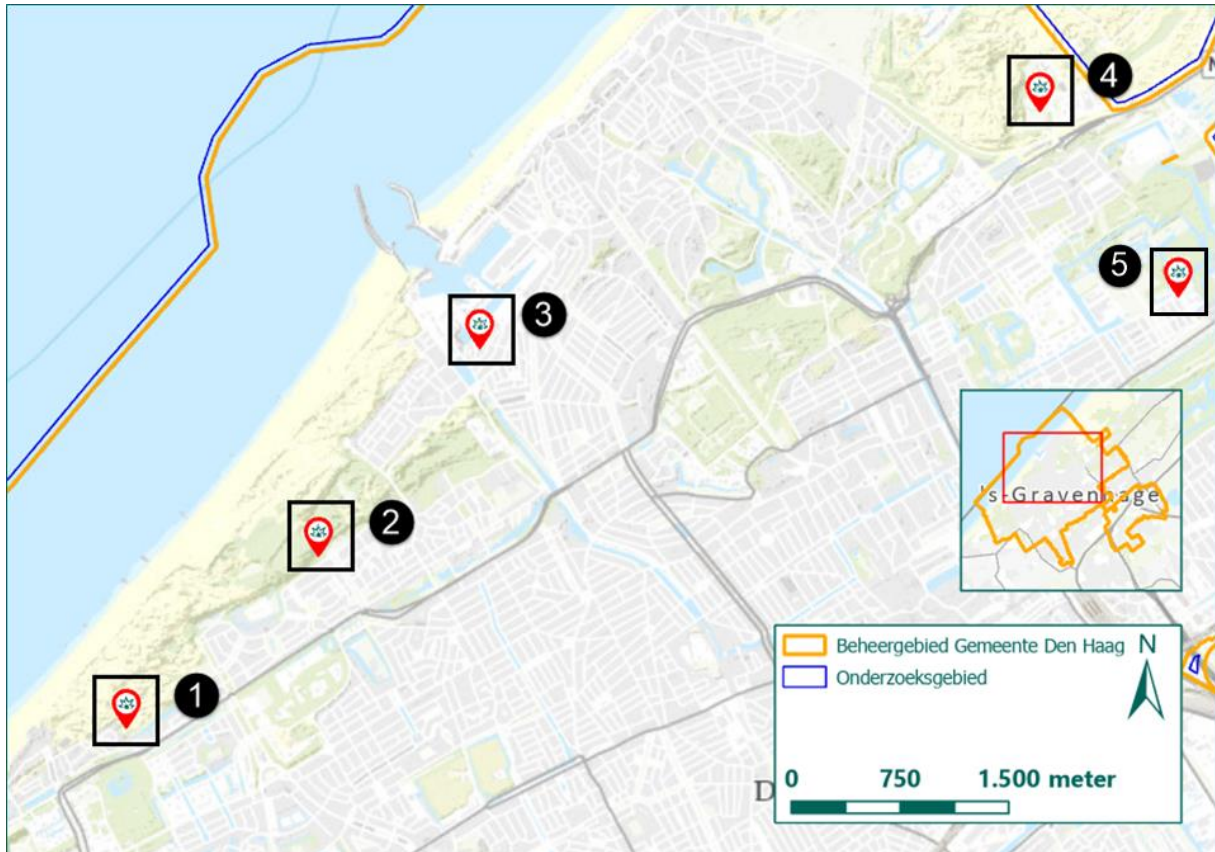 4
N
5
3
's-Gravenhage
2
Beheergebied Gemeente Den Haag
N
Onderzoeksgebied
1
0 750 1.500 meter
D